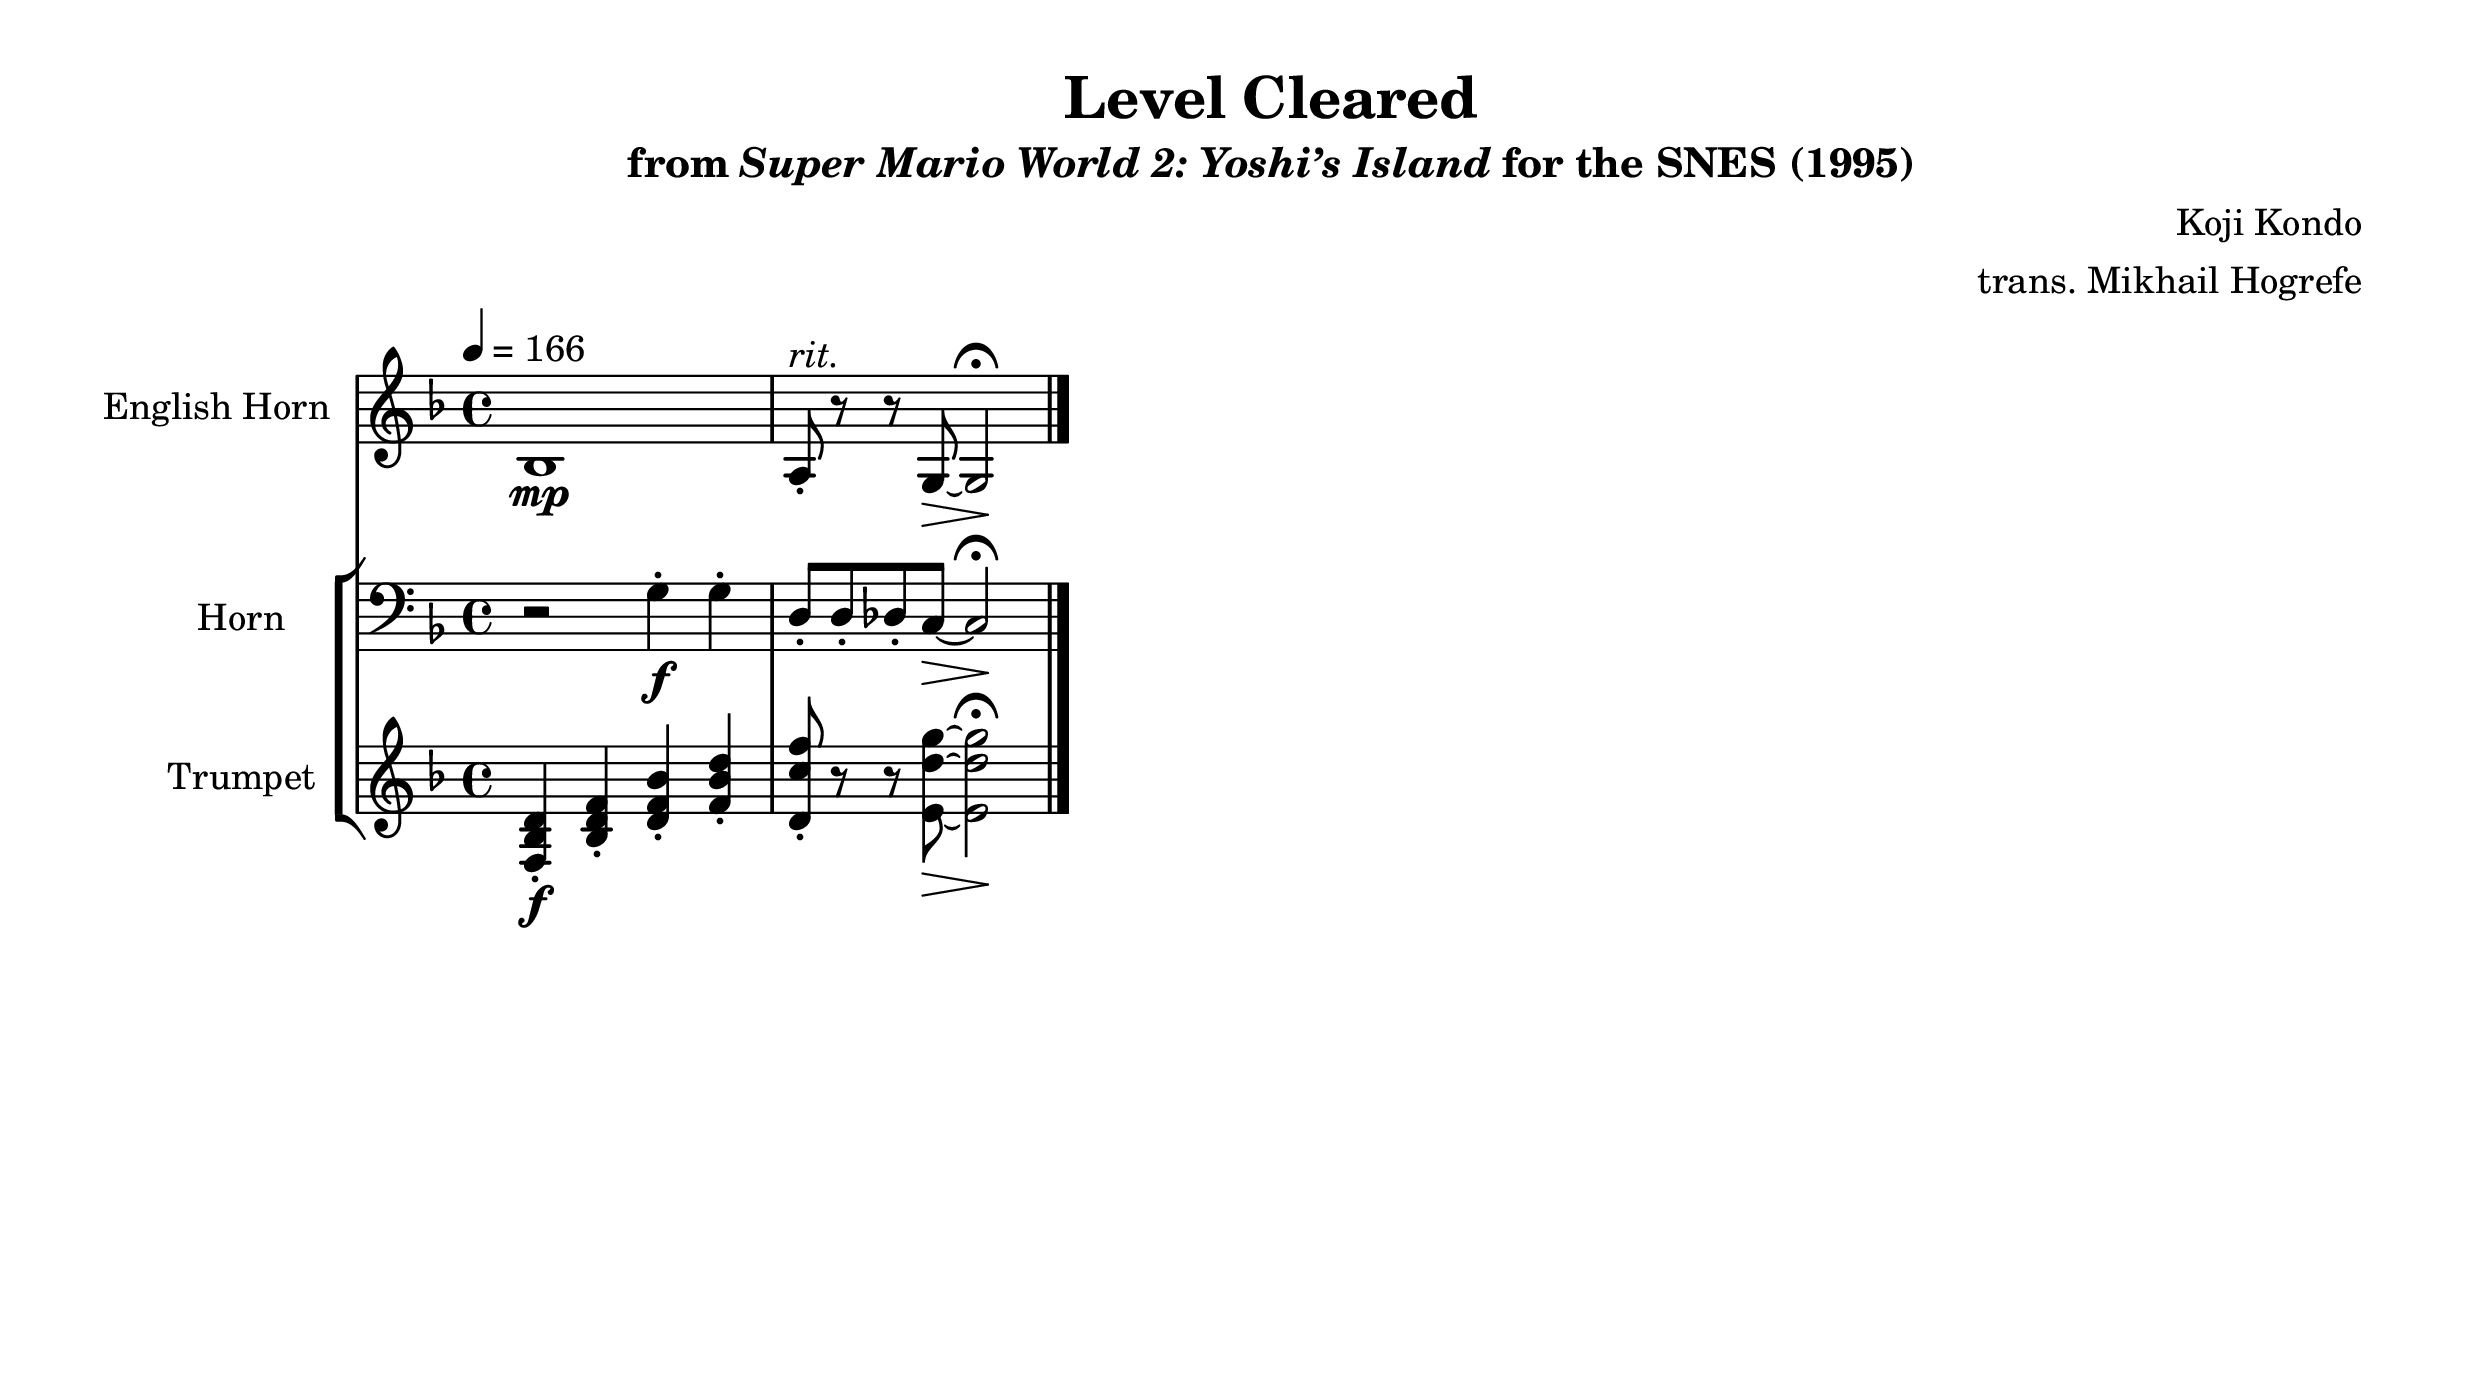 Level Cleared
from Super Mario World 2: Yoshi’s Island for the SNES (1995)
Koji Kondo
trans. Mikhail Hogrefe
= 166
rit.
English Horn
mp
Horn
f
Trumpet
f